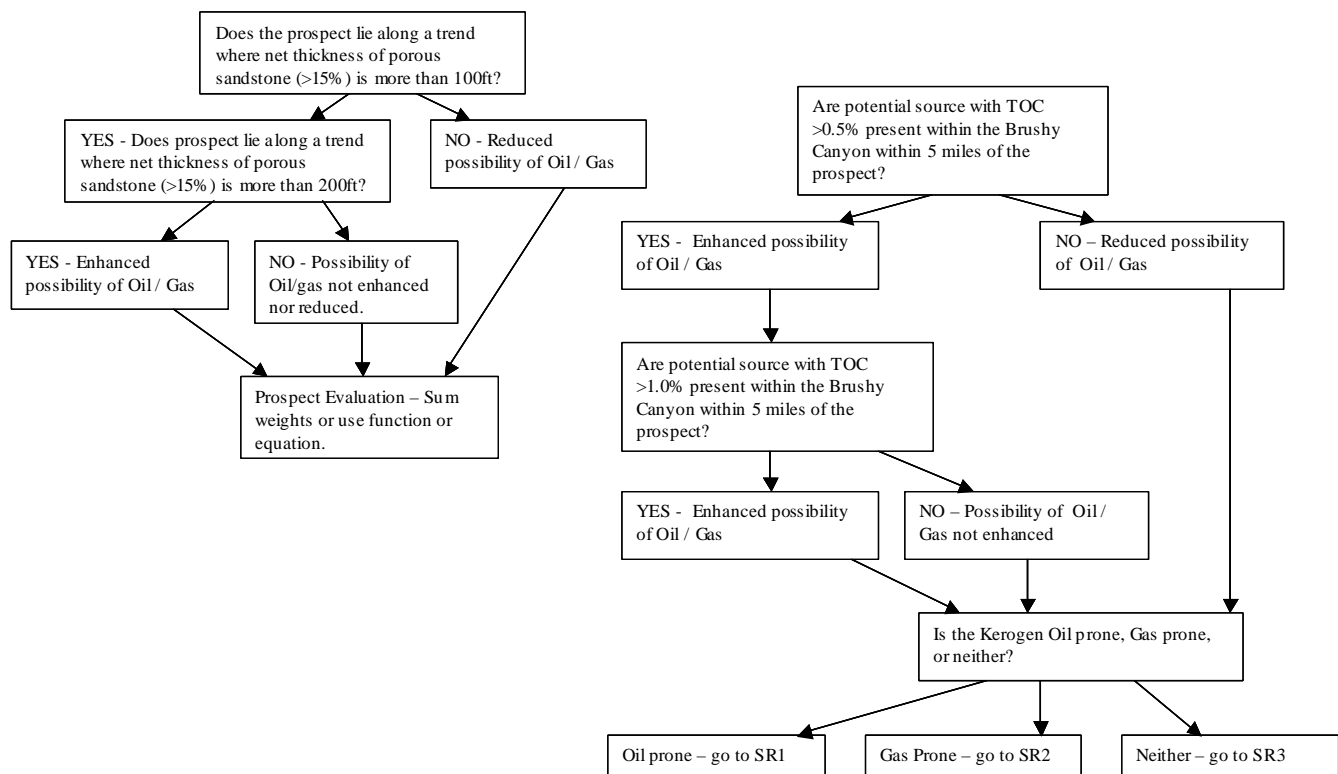 Does the prospect lie along a trend
where net thickness of porous
sandstone (>15%) is more than 100ft?
YES - Does prospect lie along a trend
where net thickness of porous
sandstone (>15%) is more than 200ft?
NO - Reduced
possibility of Oil / Gas
YES - Enhanced
possibility of Oil / Gas
NO - Possibility of
Oil/gas not enhanced
nor reduced.
Prospect Evaluation – Sum
weights or use function or
equation.
Are potential source with TOC
>0.5% present within the Brushy
Canyon within 5 miles of the
prospect?
YES - Enhanced possibility
of Oil / Gas
NO – Reduced possibility
of Oil / Gas
Are potential source with TOC
>1.0% present within the Brushy
Canyon within 5 miles of the
prospect?
YES - Enhanced possibility
of Oil / Gas
NO – Possibility of Oil /
Gas not enhanced
Is the Kerogen Oil prone, Gas prone,
or neither?
Oil prone – go to SR1
Gas Prone – go to SR2
Neither – go to SR3